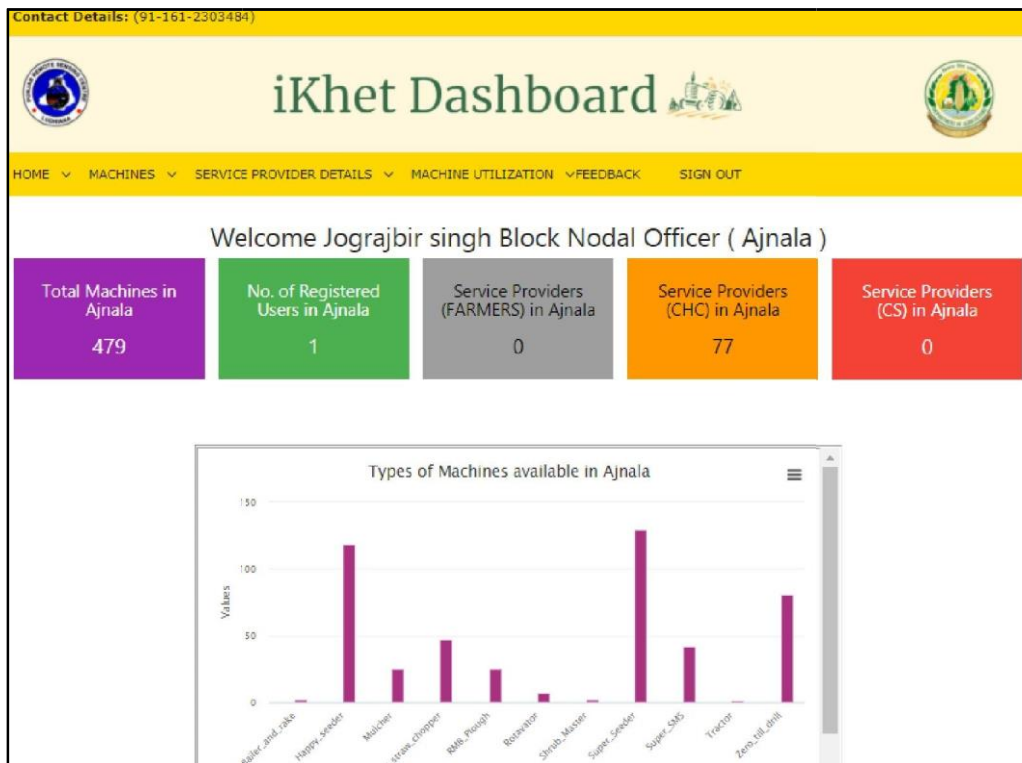 Contact Details: (91-161-2303484)
iKhet Dashboard
HOME MACHINES SERVICE PROVIDER DETAILS MACHINE UTILIZATION FEEDBACK SIGN OUT
Welcome Jograjbir singh Block Nodal Officer ( Ajnala )
Total Machines in
Ajnala
479
No. of Registered
Users in Ajnala
1
Service Providers
(FARMERS) in Ajnala
0
Service Providers
(CHC) in Ajnala
77
Service Providers
(CS) in Ajnala
0
Types of Machines available in Ajnala
150
100
50
0
Values
Happy_seeder
Mulcher
straw_chopper
RMB_Plough
Rotavator
Shrub_Master
Super_Seeder
Super_SMS
Tractor
Zero_till_drill